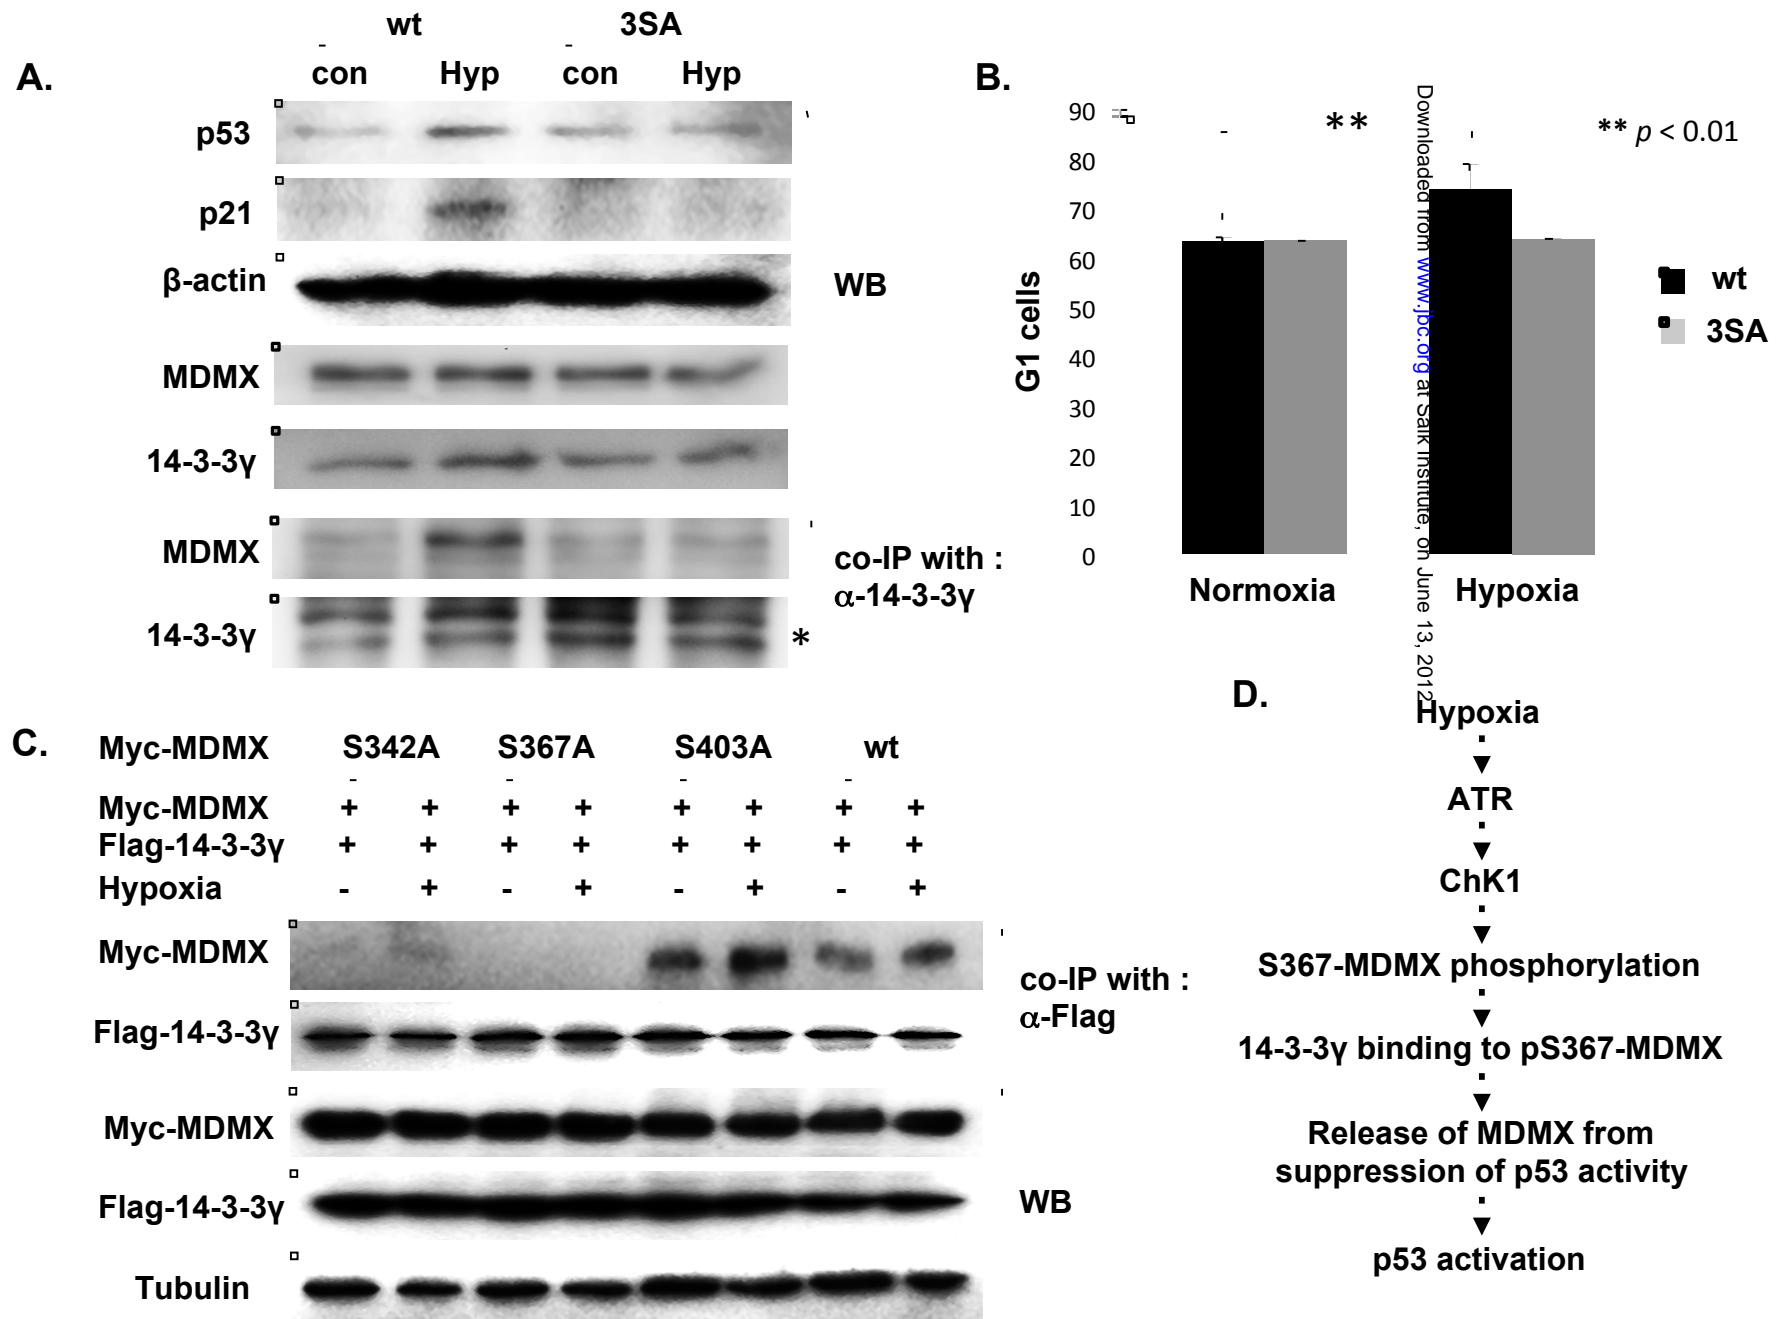 wt 3SA
A.
con Hyp con Hyp
p53
p21
β-actin
WB
MDMX
14-3-3γ
MDMX
co-IP with :
α-14-3-3γ
14-3-3γ
*
B.
**
** p < 0.01
90
80
70
60
50
40
30
20
10
0
G1 cells
Normoxia Hypoxia
wt
3SA
Downloaded from www.jbc.org at Salk Institute, on June 13, 2012
C.
Myc-MDMX S342A S367A S403A wt
- - - -
Myc-MDMX + + + + + + + +
Flag-14-3-3γ + + + + + + + +
Hypoxia - + - + - + - +
Myc-MDMX
co-IP with :
α-Flag
Flag-14-3-3γ
Myc-MDMX
Flag-14-3-3γ
WB
Tubulin
D.
Hypoxia
ATR
ChK1
S367-MDMX phosphorylation
14-3-3γ binding to pS367-MDMX
Release of MDMX from
suppression of p53 activity
p53 activation